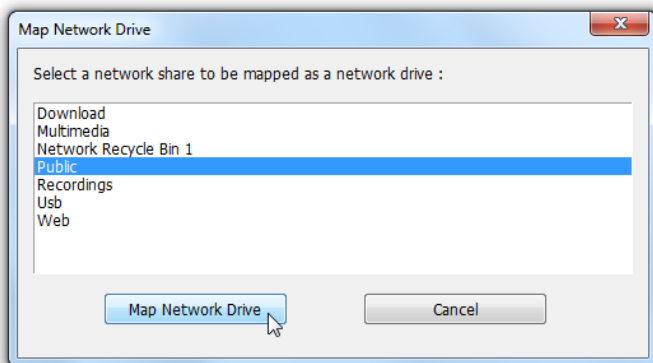 Map Network Drive
Select a network share to be mapped as a network drive :
Download
Multimedia
Network Recycle Bin 1
Public
Recordings
Usb
Web
Map Network Drive
Cancel